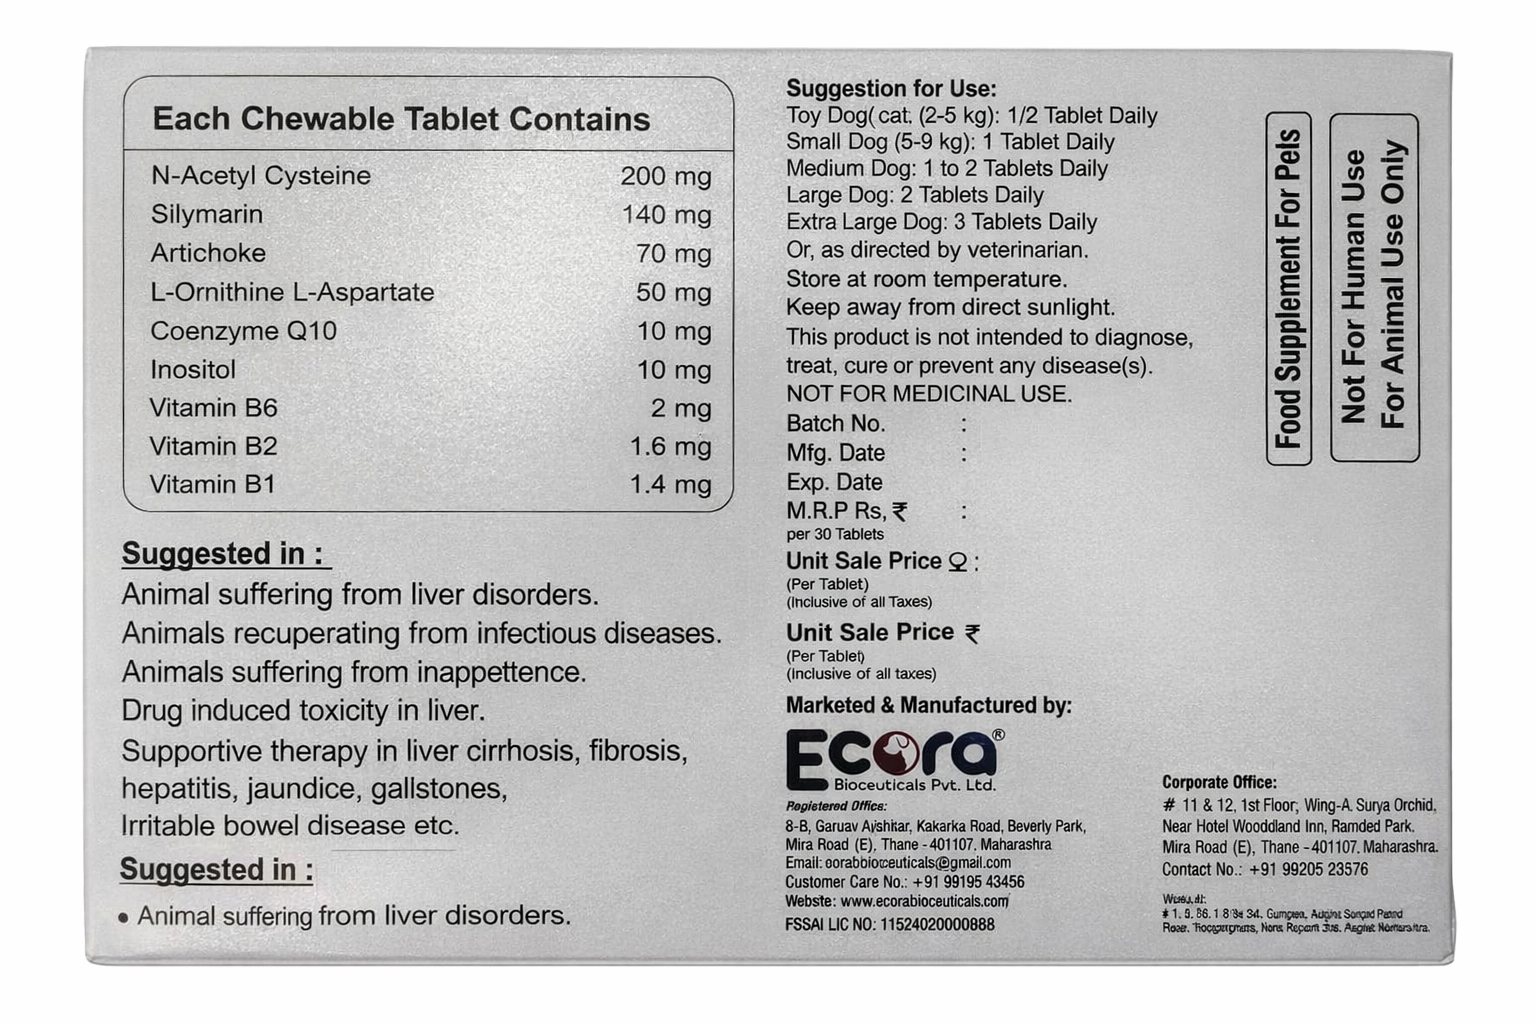 Each Chewable Tablet Contains
N-Acetyl Cysteine 200 mg
Silymarin 140 mg
Artichoke 70 mg
L-Ornithine L-Aspartate 50 mg
Coenzyme Q10 10 mg
Inositol 10 mg
Vitamin B6 2 mg
Vitamin B2 1.6 mg
Vitamin B1 1.4 mg
Suggested in :
Animal suffering from liver disorders.
Animals recuperating from infectious diseases.
Animals suffering from inappettence.
Drug induced toxicity in liver.
Supportive therapy in liver cirrhosis, fibrosis,
hepatitis, jaundice, gallstones,
Irritable bowel disease etc.
Suggested in :
• Animal suffering from liver disorders.
Suggestion for Use:
Toy Dog( cat, (2-5 kg): 1/2 Tablet Daily
Small Dog (5-9 kg): 1 Tablet Daily
Medium Dog: 1 to 2 Tablets Daily
Large Dog: 2 Tablets Daily
Extra Large Dog: 3 Tablets Daily
Or, as directed by veterinarian.
Store at room temperature.
Keep away from direct sunlight.
This product is not intended to diagnose,
treat, cure or prevent any disease(s).
NOT FOR MEDICINAL USE.
Batch No. :
Mfg. Date :
Exp. Date
M.R.P Rs, ₹ :
per 30 Tablets
Unit Sale Price :
(Per Tablet)
(Inclusive of all Taxes)
Unit Sale Price ₹
(Per Tablet)
(Inclusive of all taxes)
Marketed & Manufactured by:
Ecora®
Bioceuticals Pvt. Ltd.
Registered Office:
8-B, Garuav Kakarka Road, Beverly Park,
Mira Road (E), Thane - 401107, Maharashra
Email:
Customer Care No.: +91 99195 43456
Webste: www.ecorabioceuticals.com
FSSAI LIC NO: 11524020000888
Food Supplement For Pels
Not For Human Use
For Animal Use Only
Corporate Office:
# 11 & 12, 1st Floor, Wing-A. Surya Orchid,
Near Hotel Wooddland Inn, Ramded Park.
Mira Road (E), Thane - 401107, Maharashra.
Contact No.: +91 99205 23576